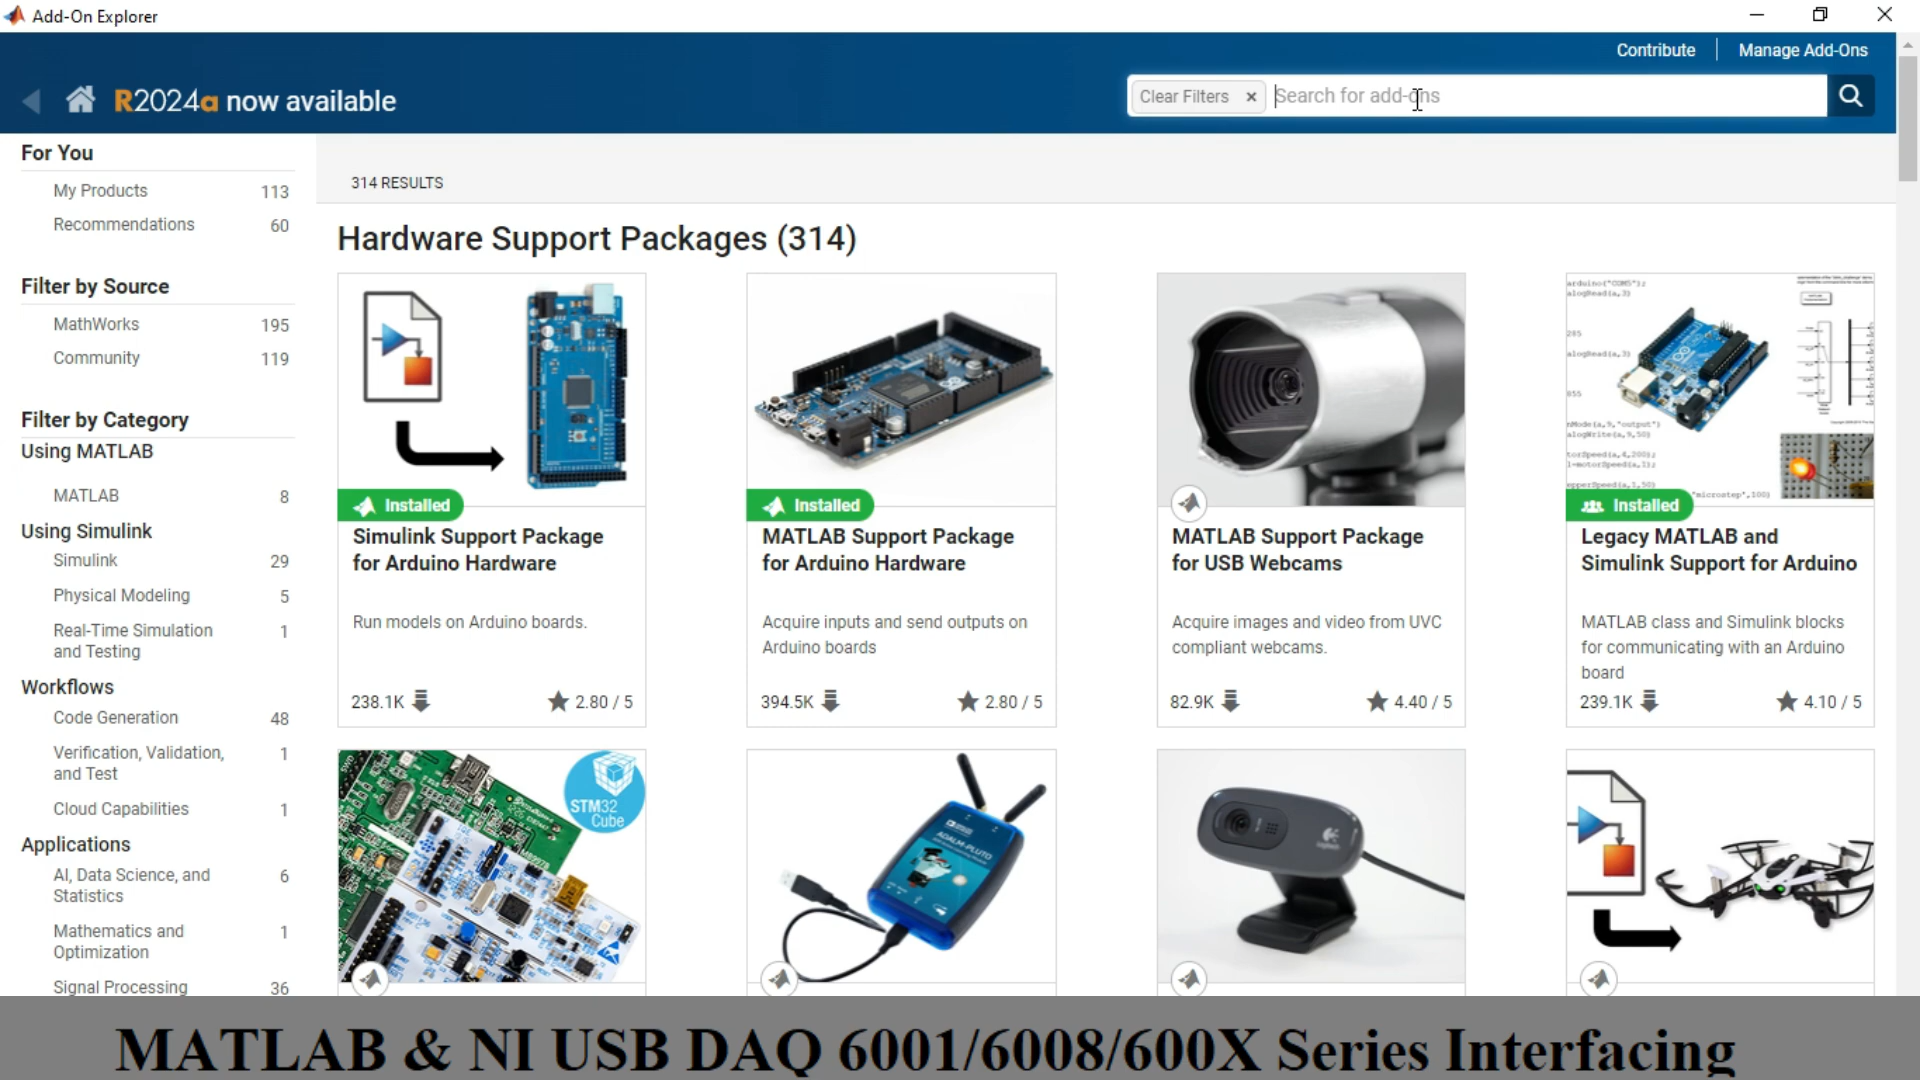 Add-On Explorer
Contribute
Manage Add-Ons
R2024a now available
Clear Filters ×
Search for add-ons
For You
My Products 113
Recommendations 60
Filter by Source
MathWorks 195
Community 119
Filter by Category
Using MATLAB
MATLAB 8
Using Simulink
Simulink 29
Physical Modeling 5
Real-Time Simulation 1
and Testing
Workflows
Code Generation 48
Verification, Validation, 1
and Test
Cloud Capabilities 1
Applications
AI, Data Science, and 6
Statistics
Mathematics and 1
Optimization
Signal Processing 36
314 RESULTS
Hardware Support Packages (314)
Installed
Simulink Support Package
for Arduino Hardware
Run models on Arduino boards.
238.1K
2.80 / 5
Installed
MATLAB Support Package
for Arduino Hardware
Acquire inputs and send outputs on
Arduino boards
394.5K
2.80 / 5
MATLAB Support Package
for USB Webcams
Acquire images and video from UVC
compliant webcams.
82.9K
4.40 / 5
Installed
Legacy MATLAB and
Simulink Support for Arduino
MATLAB class and Simulink blocks
for communicating with an Arduino
board
239.1K
4.10 / 5
STM32
Cube
ADALM-PLUTO
MATLAB & NI USB DAQ 6001/6008/600X Series Interfacing